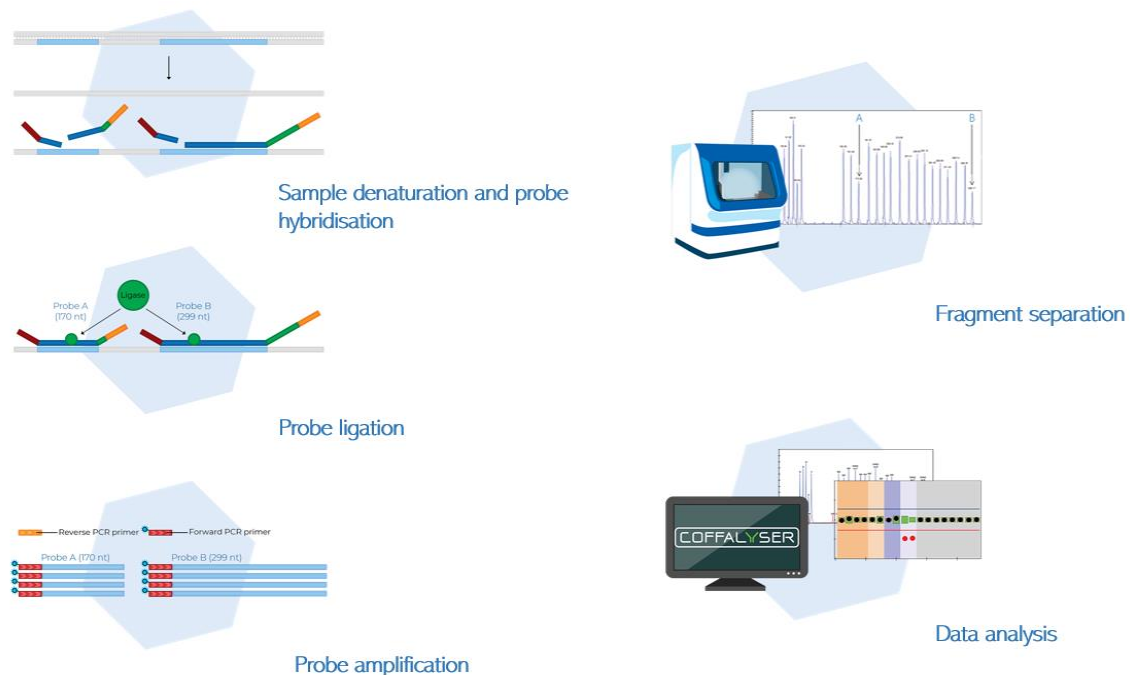 Sample denaturation and probe
hybridisation
Ligase
Probe A
(170 nt)
Probe B
(299 nt)
Probe ligation
Reverse PCR primer
Forward PCR primer
Probe A (170 nt)
Probe B (299 nt)
Probe amplification
A
B
Fragment separation
COFFALYSER
Data analysis